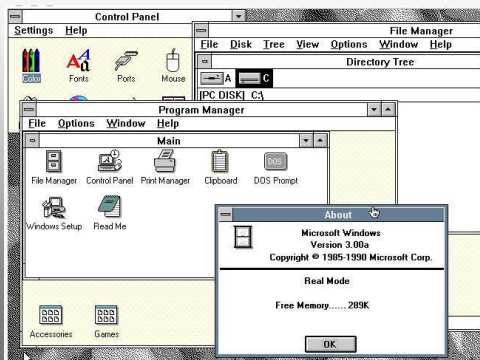 Control Panel
Settings Help
Color Fonts Ports Mouse
File Manager
File Disk Tree View Options Window Help
Directory Tree
A C
[PC DISK] C:\
Program Manager
File Options Window Help
Main
File Manager Control Panel Print Manager Clipboard DOS Prompt
DOS
Windows Setup Read Me
Accessories Games
About
Microsoft Windows
Version 3.00a
Copyright © 1985-1990 Microsoft Corp.
Real Mode
Free Memory...... 289K
OK